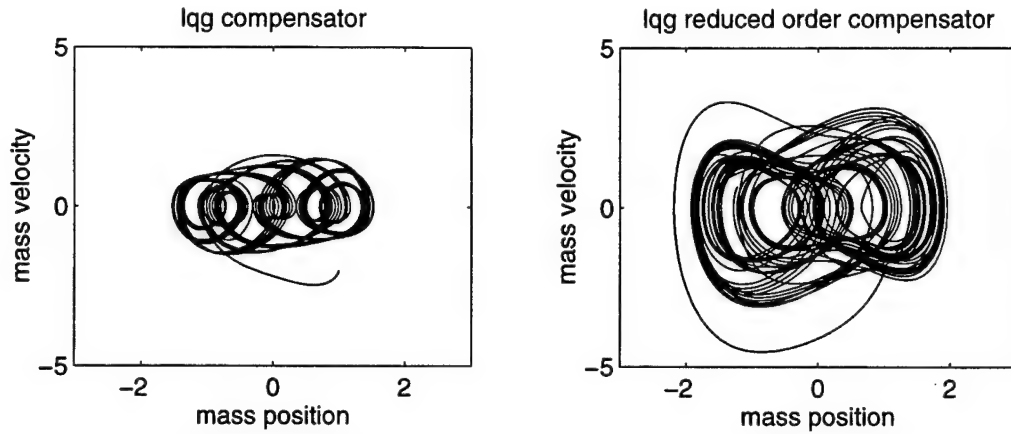 lqg compensator
5
0
-5
mass velocity
-2
0
2
mass position
lqg reduced order compensator
5
0
-5
mass velocity
-2
0
2
mass position